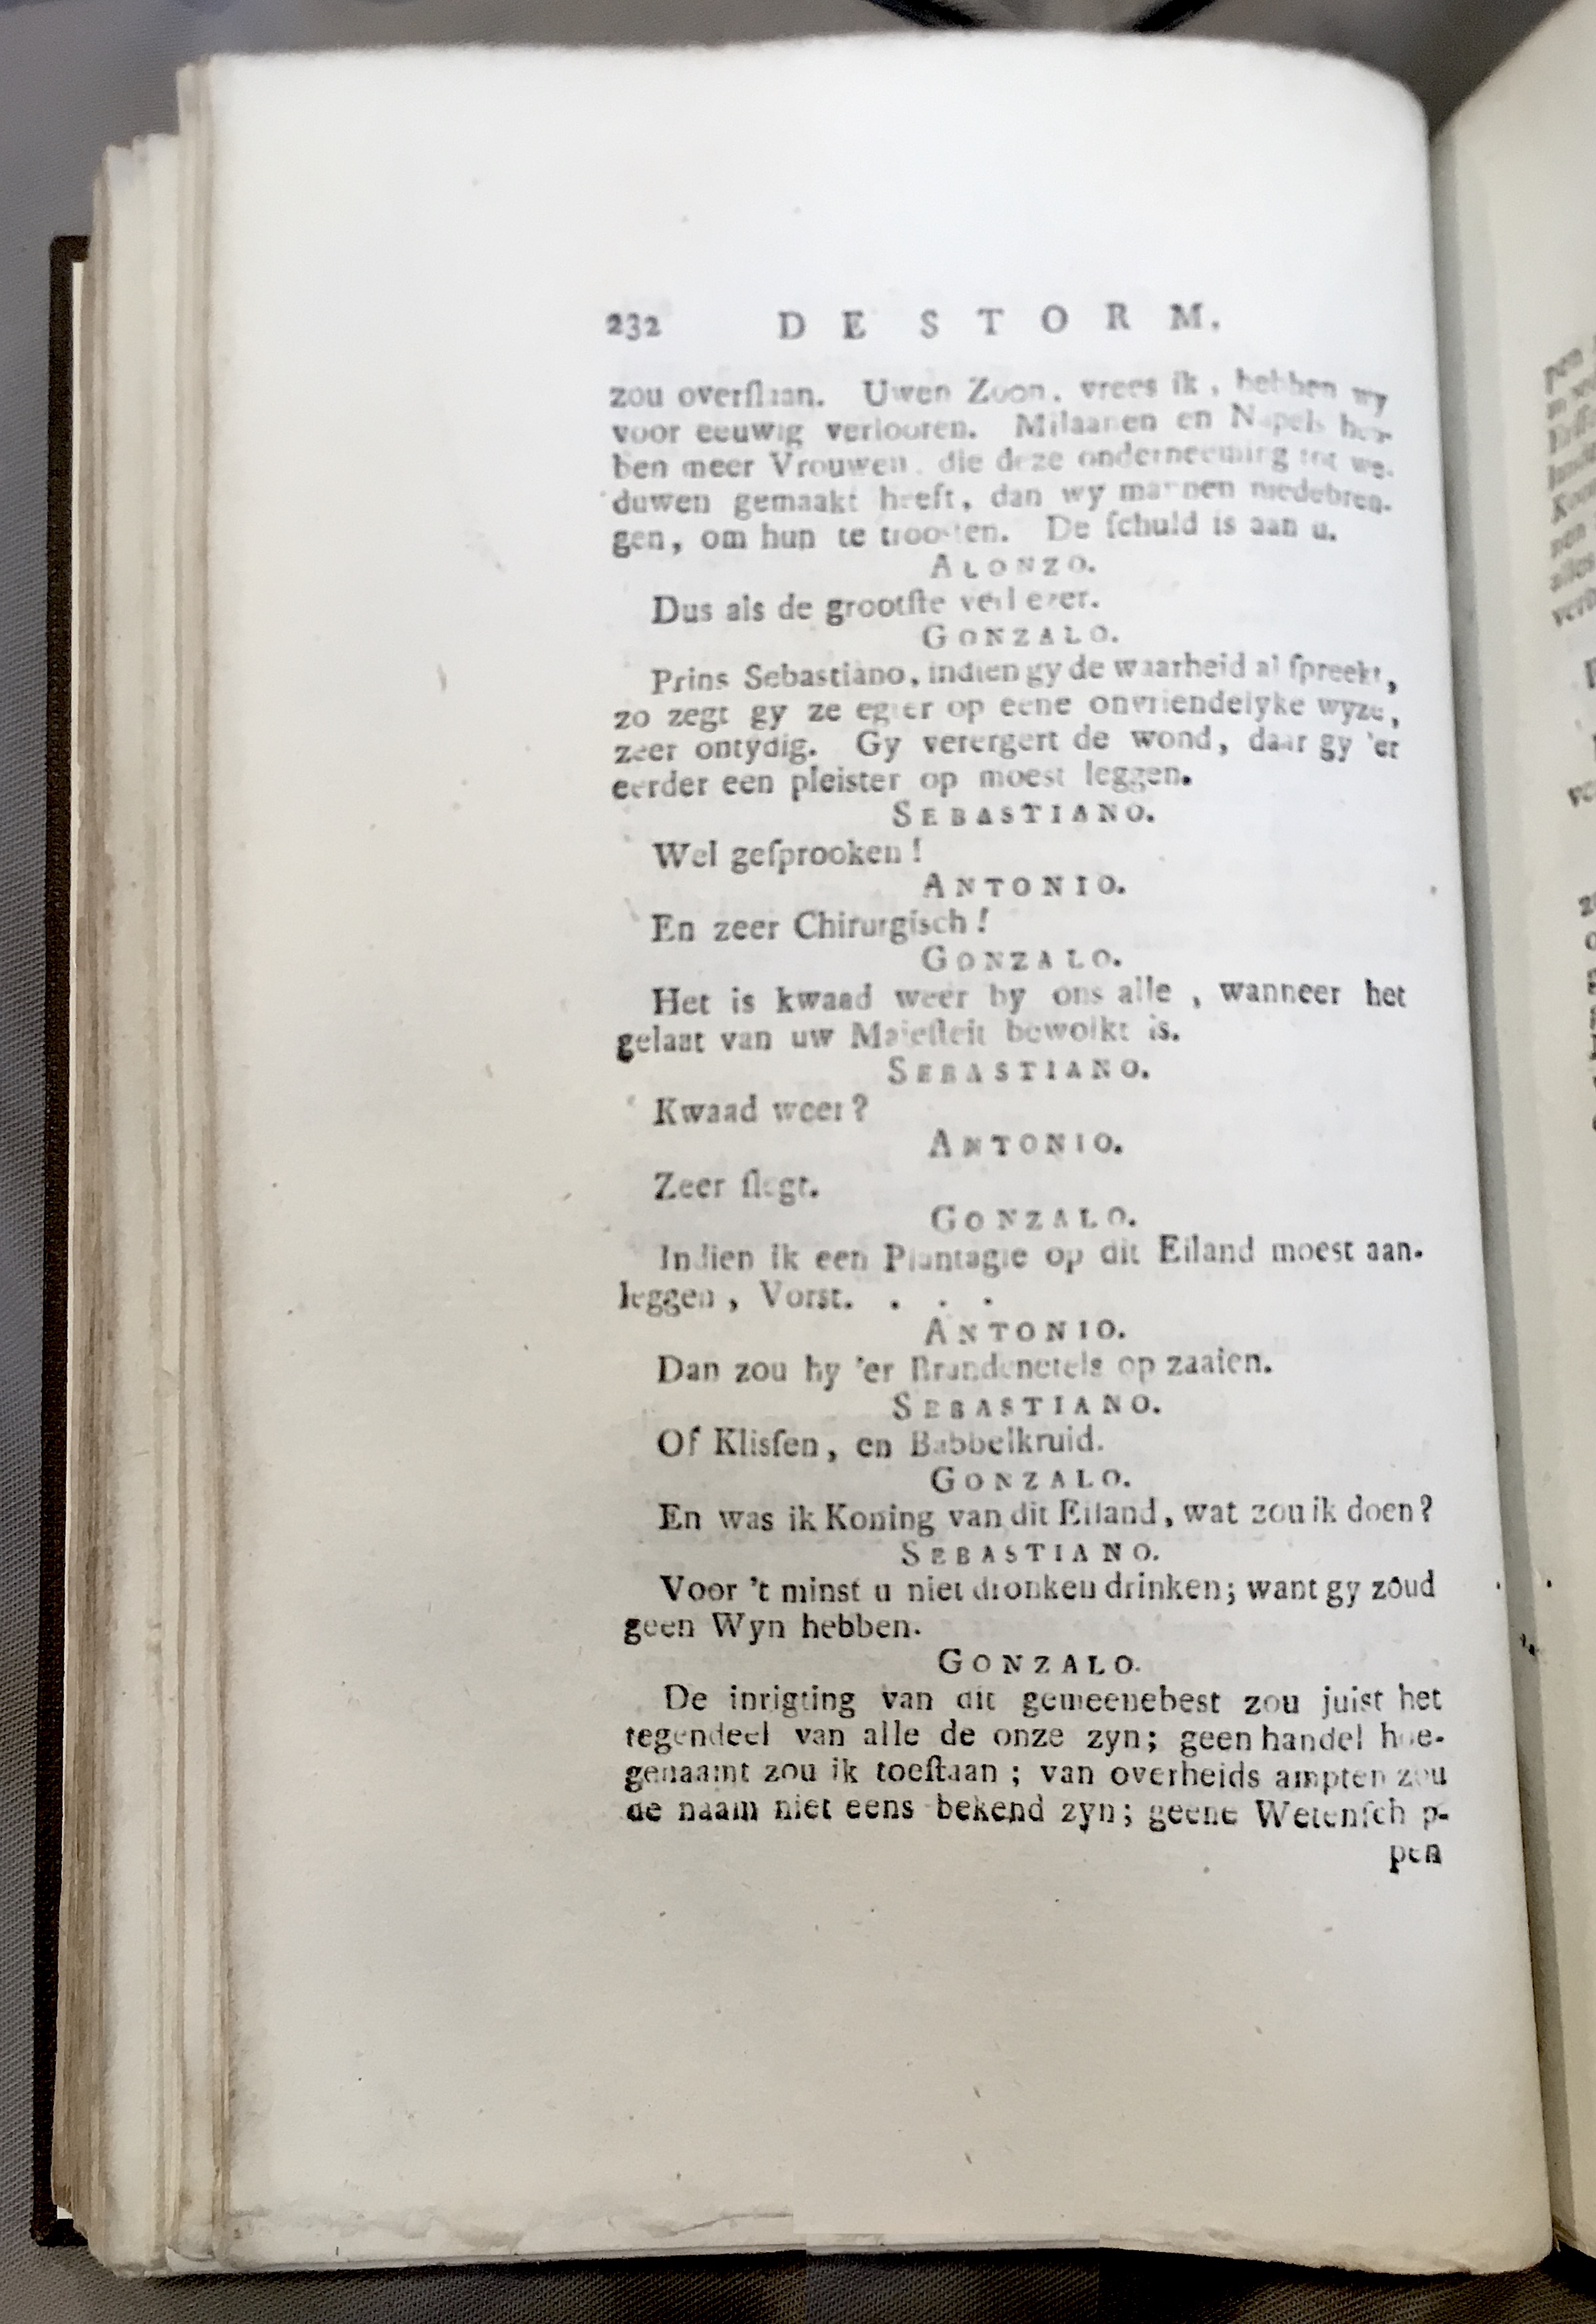 232 DE STORM.
zou overſlaan. Uwen Zoon, vrees ik, hebben wy
voor eeuwig verlooren. Milaanen en Napels heb-
ben meer Vrouwen, die deze onderneeming tot we-
duwen gemaakt heeft, dan wy mannen medebren-
gen, om hun te troosten. De ſchuld is aan u.
ALONZO.
Dus als de grootſte verliezer.
GONZALO.
Prins Sebastiano, indien gy de waarheid al ſpreekt,
zo zegt gy ze egter op eene onvriendelyke wyze,
zeer ontydig. Gy verergert de wond, daar gy 'er
eerder een pleister op moest leggen.
SEBASTIANO.
Wel geſprooken!
ANTONIO.
En zeer Chirurgisch!
GONZALO.
Het is kwaad weer by ons alle, wanneer het
gelaat van uw Majeſteit bewolkt is.
SEBASTIANO.
Kwaad weer?
ANTONIO.
Zeer ſlegt.
GONZALO.
Indien ik een Plantagie op dit Eiland moest aan-
leggen, Vorst. . . .
ANTONIO.
Dan zou hy 'er Brandenetels op zaaien.
SEBASTIANO.
Of Klisſen, en Babbelkruid.
GONZALO.
En was ik Koning van dit Eiland, wat zou ik doen?
SEBASTIANO.
Voor 't minst u niet dronken drinken; want gy zoud
geen Wyn hebben.
GONZALO.
De inrigting van dit gemeenebest zou juist het
tegendeel van alle de onze zyn; geen handel hoe-
genaamt zou ik toeſtaan; van overheids ampten zou
de naam niet eens bekend zyn; geene Wetenſchap-
pen